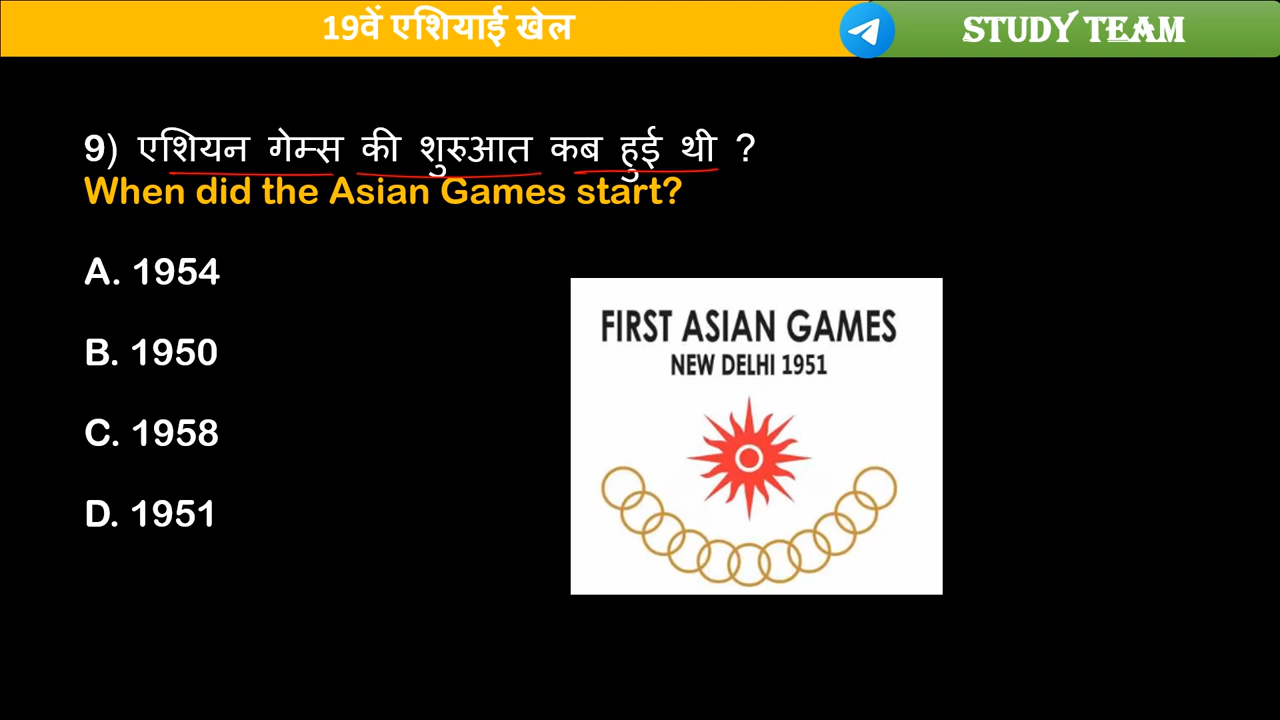 19वें एशियाई खेल
STUDY TEAM
9) एशियन गेम्स की शुरुआत कब हुई थी ?
When did the Asian Games start?
A. 1954
B. 1950
C. 1958
D. 1951
FIRST ASIAN GAMES
NEW DELHI 1951